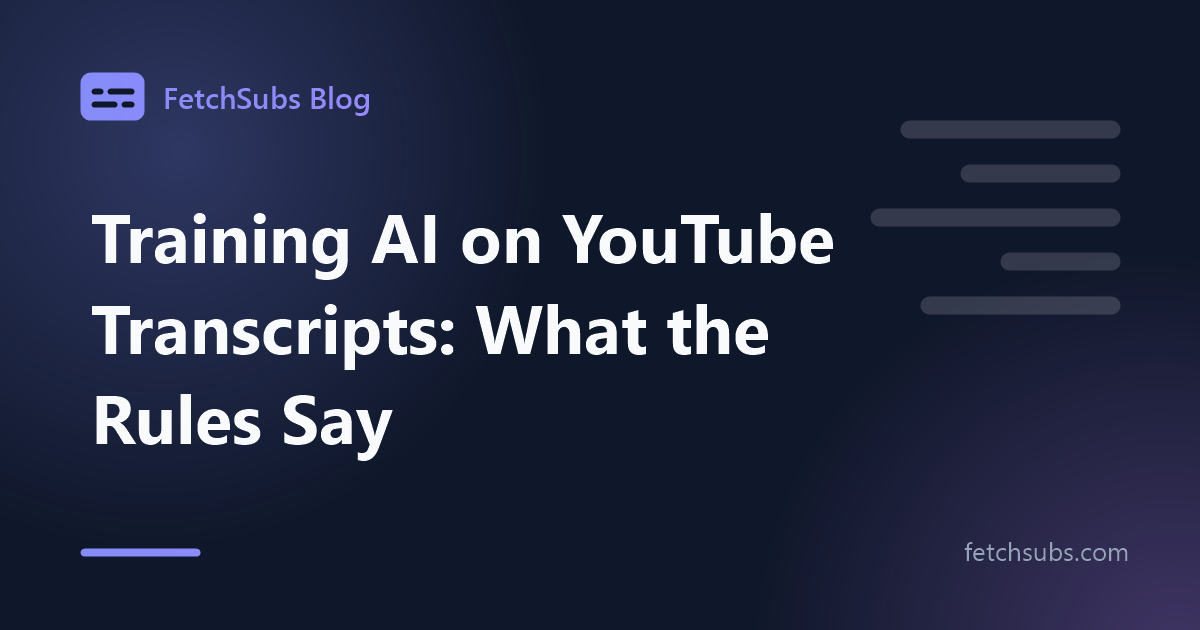 FetchSubs Blog
Training AI on YouTube
Transcripts: What the
Rules Say
fetchsubs.com